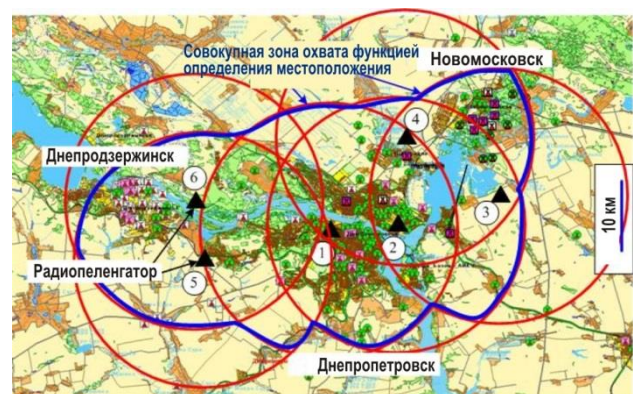 Совокупная зона охвата функцией
определения местоположения
Новомосковск
4
Днепродзержинск
6
3
10 км
Радиопеленгатор
1
2
5
Днепропетровск